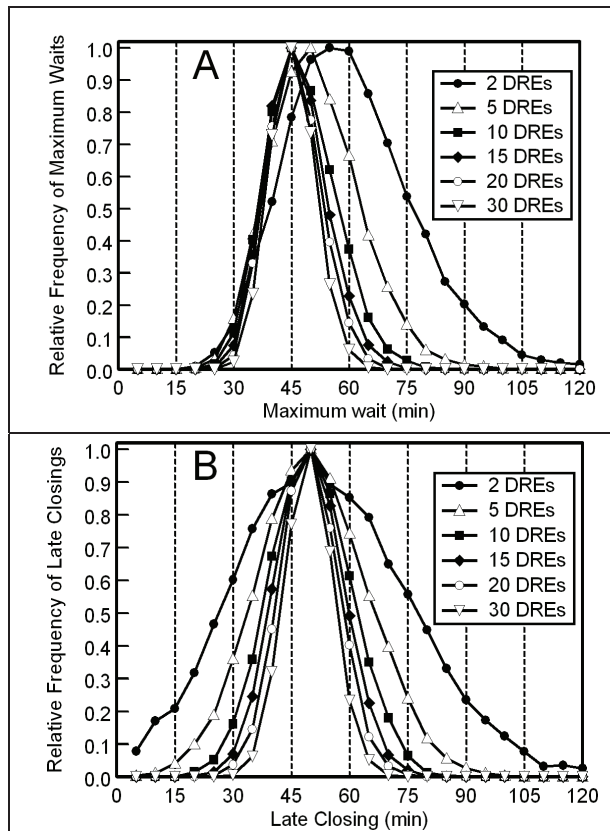 A
Relative Frequency of Maximum Waits
1.0
0.9
0.8
0.7
0.6
0.5
0.4
0.3
0.2
0.1
0.0
2 DREs
5 DREs
10 DREs
15 DREs
20 DREs
30 DREs
0 15 30 45 60 75 90 105 120
Maximum wait (min)
B
Relative Frequency of Late Closings
1.0
0.9
0.8
0.7
0.6
0.5
0.4
0.3
0.2
0.1
0.0
2 DREs
5 DREs
10 DREs
15 DREs
20 DREs
30 DREs
0 15 30 45 60 75 90 105 120
Late Closing (min)